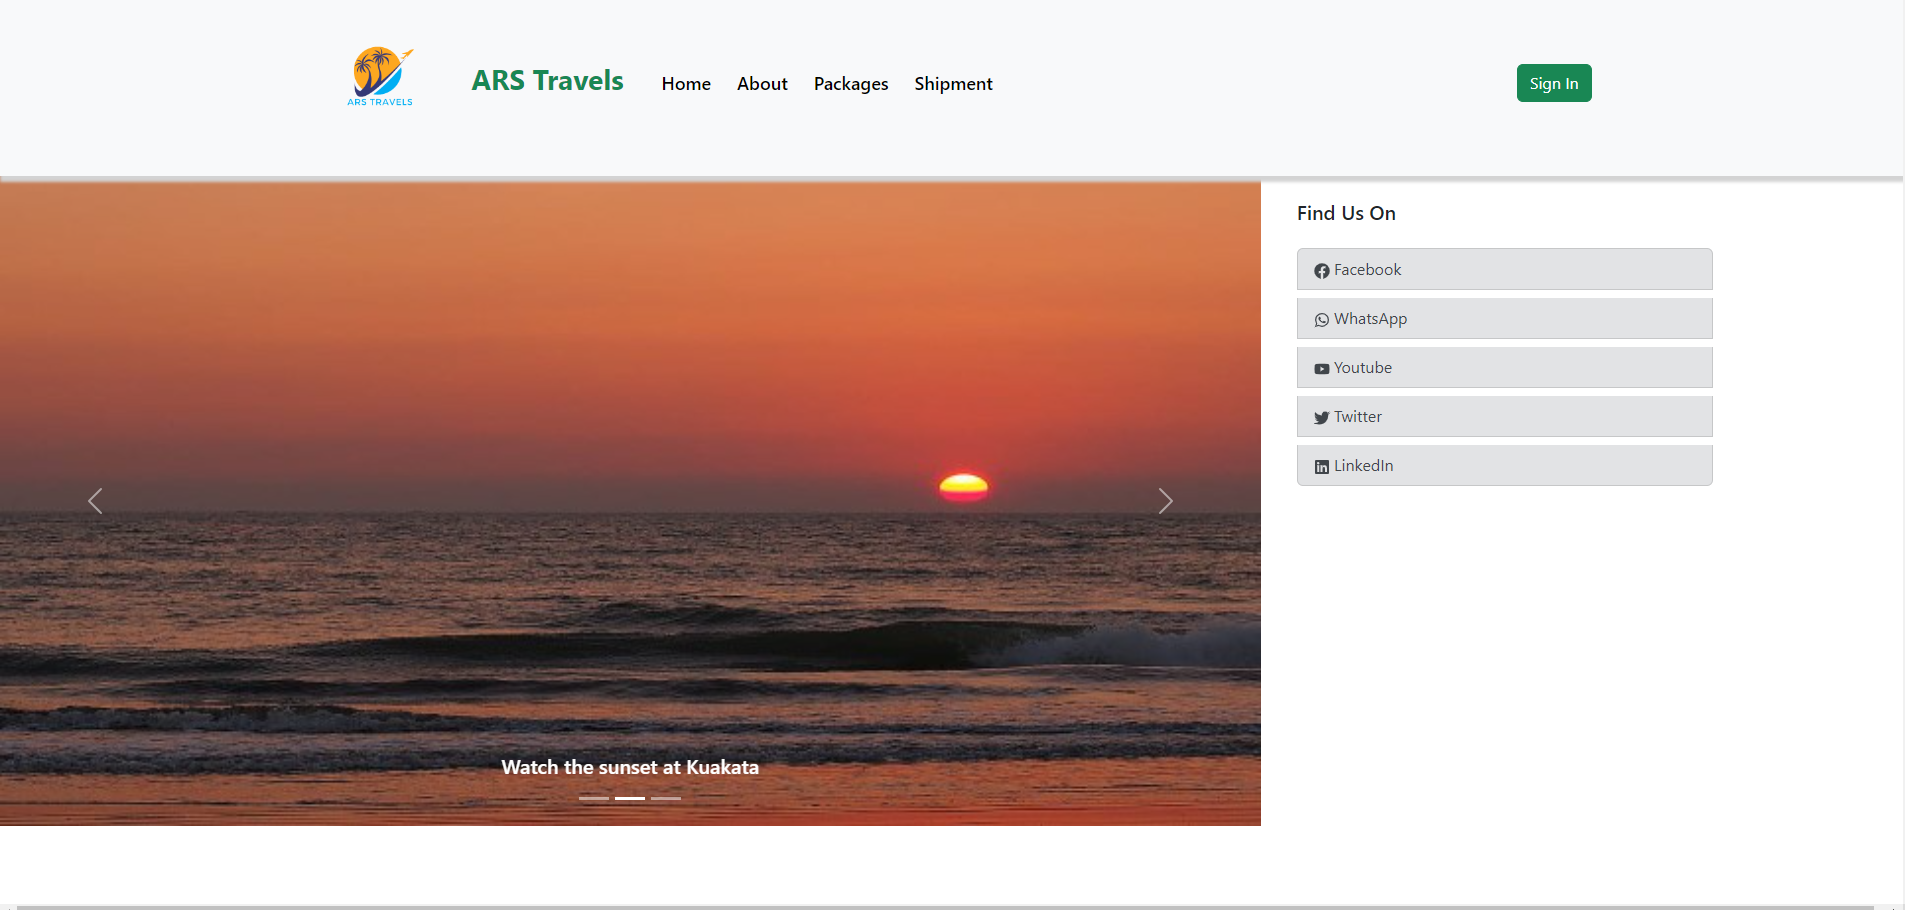 ARS TRAVELS
ARS Travels
Home
About
Packages
Shipment
Sign In
Watch the sunset at Kuakata
Find Us On
Facebook
WhatsApp
Youtube
Twitter
LinkedIn